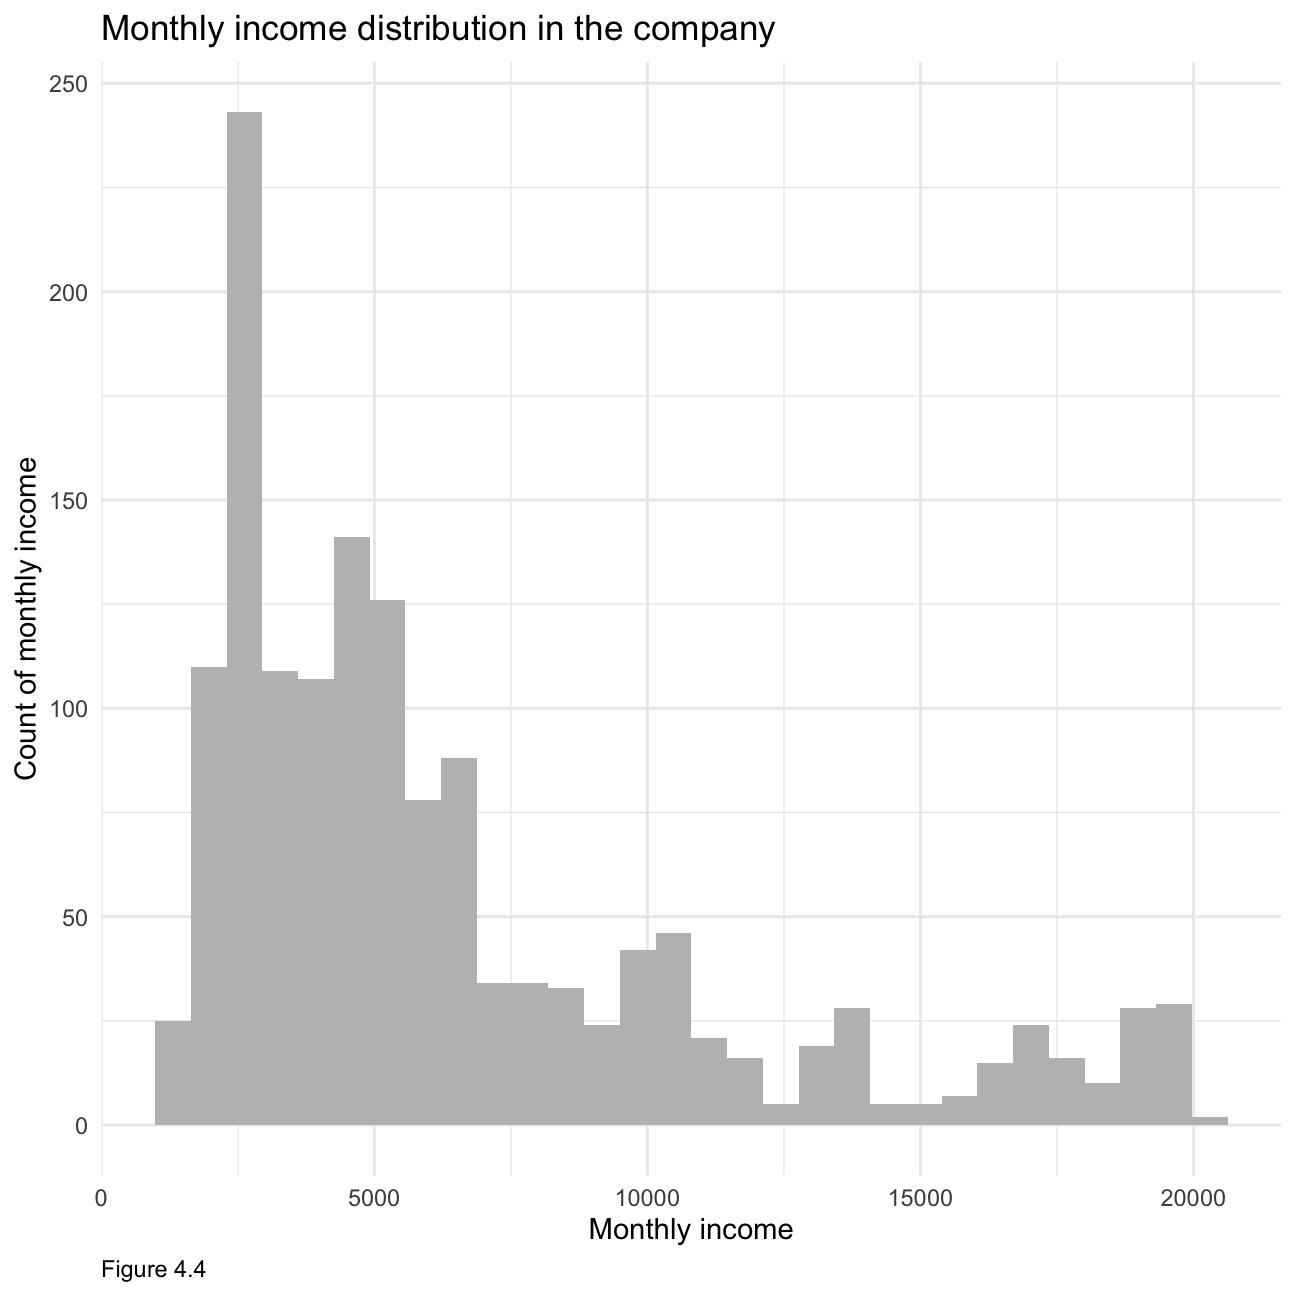 Monthly income distribution in the company
250
200
150
100
50
0
Count of monthly income
0 5000 10000 15000 20000
Monthly income
Figure 4.4